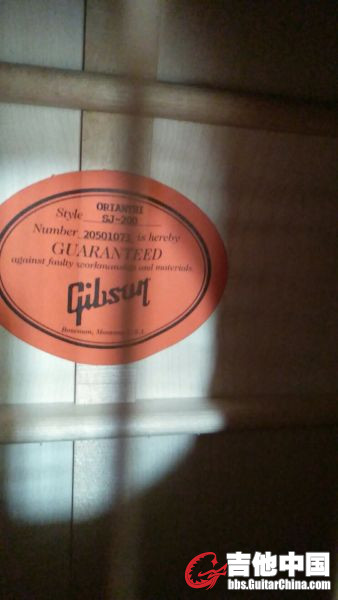 Style ORIANTHI
SJ-200
Number 20501073 is hereby
GUARANTEED
against faulty workmanship and materials.
Gibson
Bozeman, Montana U.S.A.
吉他中国
bbs.GuitarChina.com